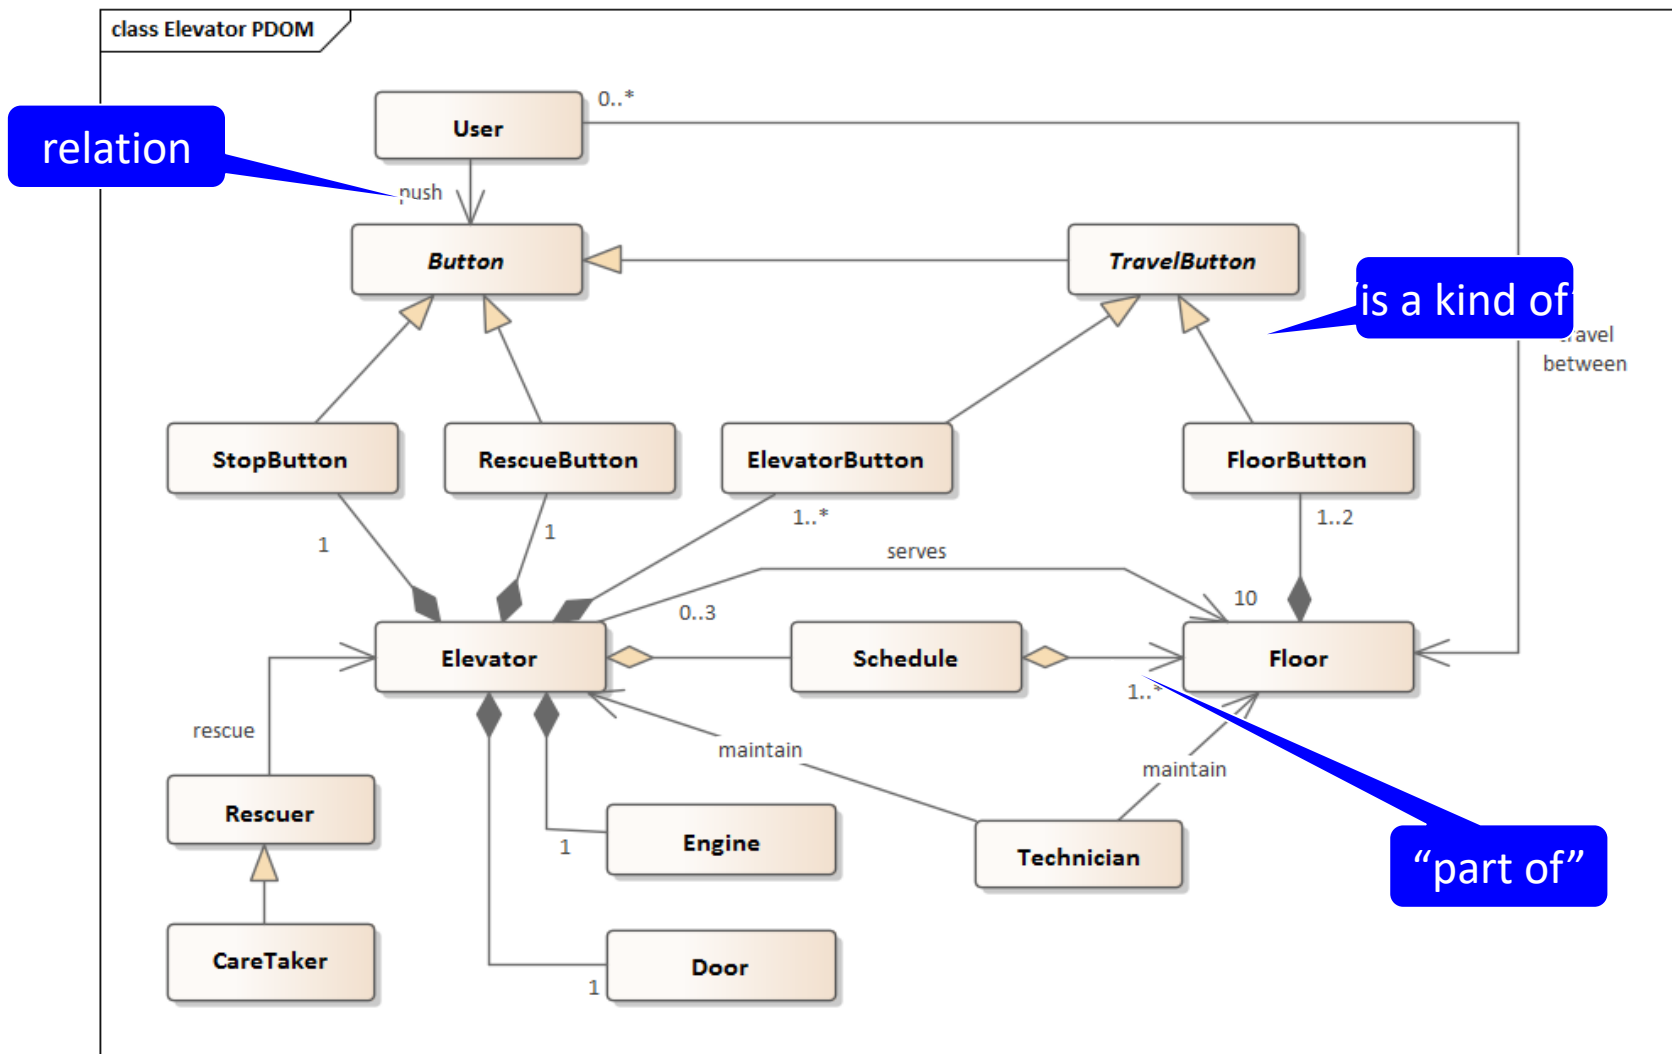 class Elevator PDOM
0..*
User
relation
push
Button
TravelButton
“is a kind of”
travel
between
StopButton
RescueButton
ElevatorButton
FloorButton
1
1
1..*
1..2
serves
0..3
10
Elevator
Schedule
Floor
1..*
rescue
maintain
maintain
Rescuer
Engine
1
Technician
“part of”
CareTaker
Door
1